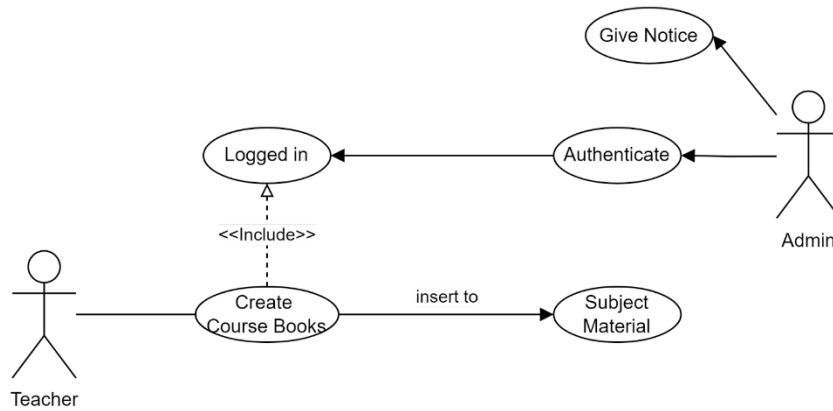 Give Notice
Logged in
Authenticate
<<Include>>
Admin
Create
Course Books
insert to
Subject
Material
Teacher